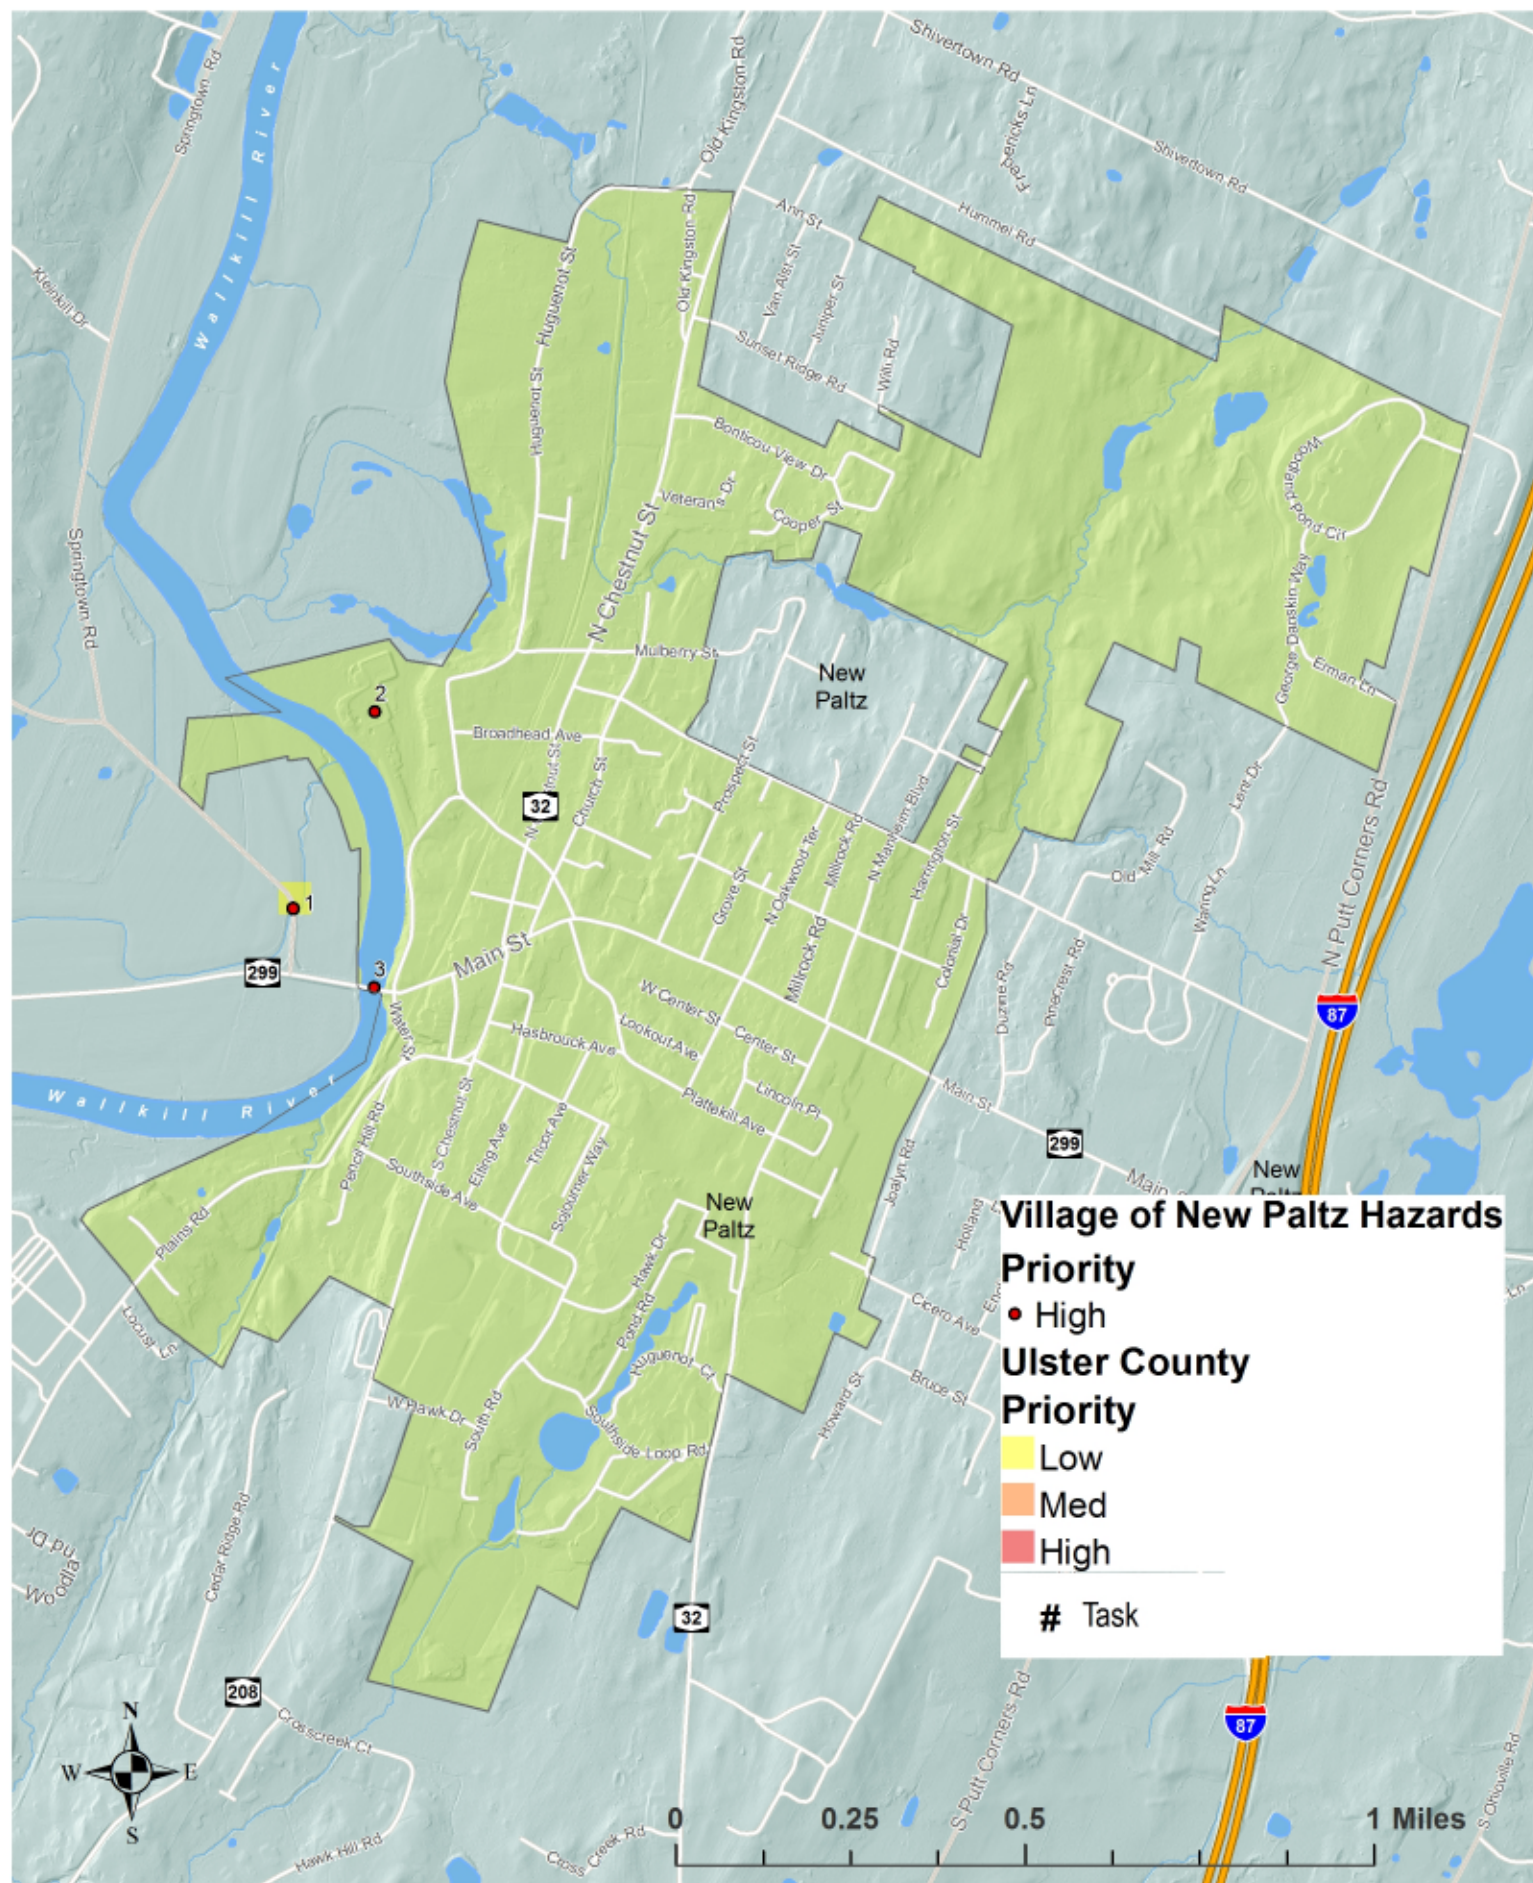 Shivertown Rd
Springtown Rd
Old Kingston Rd
Wallkill River
Fredericks Ln
Shivertown Rd
Ann St
Hummel Rd
Old Kingston Rd
Huguenot St
Van Alst St
Juniper St
Kleinkill Dr
Sunset Ridge Rd
Wilh Rd
Huguenot St
Bonticou View Dr
Woodland Pond Cir
Veterans Dr
Cooper St
N Chestnut St
Springtown Rd
George Danskin Way
Mulberry St
New
Paltz
Erman Ln
2
Broadhead Ave
Prospect St
Church St
32
N Manheim Blvd
Lent Dr
N Putt Corners Rd
Millrock Rd
N Oakwood Ter
Harrington St
Old Mill Rd
Grove St
Waring Ln
1
Main St
Colonial Dr
Millrock Rd
299
3
Duzine Rd
Pinecrest Rd
W Center St
87
Water St
Hasbrouck Ave
Lookout Ave
Center St
Wallkill River
Lincoln Pl
Plattekill Ave
Main St
S Chestnut St
Elting Ave
Tricor Ave
Pencil Hill Rd
Sojourner Way
299
Southside Ave
Joalyn Rd
Main
New
New
Paltz
Plains Rd
Holland
Hawk Dr
Locust Ln
Pond Rd
Cicero Ave
Huguenot Ct
Howard St
Bruce St
W Hawk Dr
South Rd
Southside Loop Rd
Village of New Paltz Hazards
Priority
High
Ulster County
Priority
Low
Med
High
# Task
Cedar Ridge Rd
32
208
Crosscreek Ct
N
W E
S
Hawk Hill Rd
Cross Creek Rd
S Putt Corners Rd
87
S Ohioville Rd
0 0.25 0.5 1 Miles